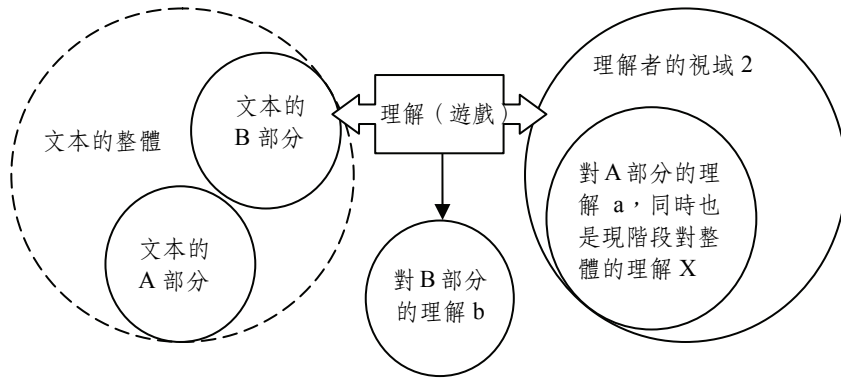 文本的整體
文本的
B 部分
文本的
A 部分
理解（遊戲）
對 B 部分
的理解 b
理解者的視域 2
對 A 部分的理
解 a，同時也
是現階段對整
體的理解 X